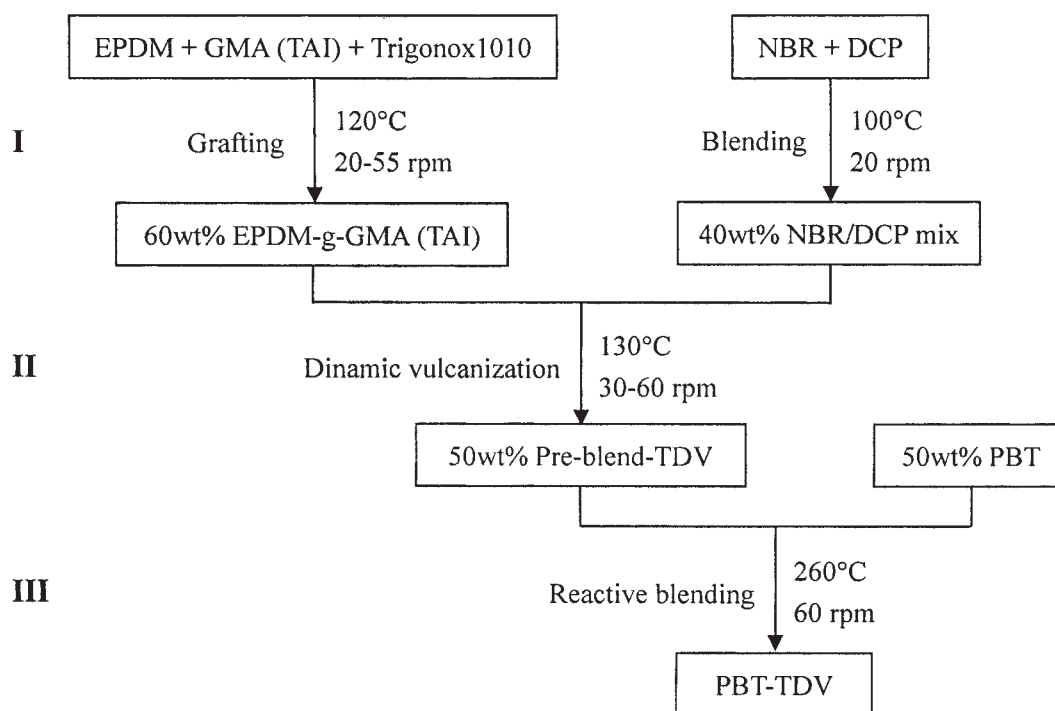 EPDM + GMA (TAI) + Trigonox1010
NBR + DCP
I
Grafting
120°C
20-55 rpm
Blending
100°C
20 rpm
60wt% EPDM-g-GMA (TAI)
40wt% NBR/DCP mix
II
Dinamic vulcanization
130°C
30-60 rpm
50wt% Pre-blend-TDV
50wt% PBT
III
Reactive blending
260°C
60 rpm
PBT-TDV